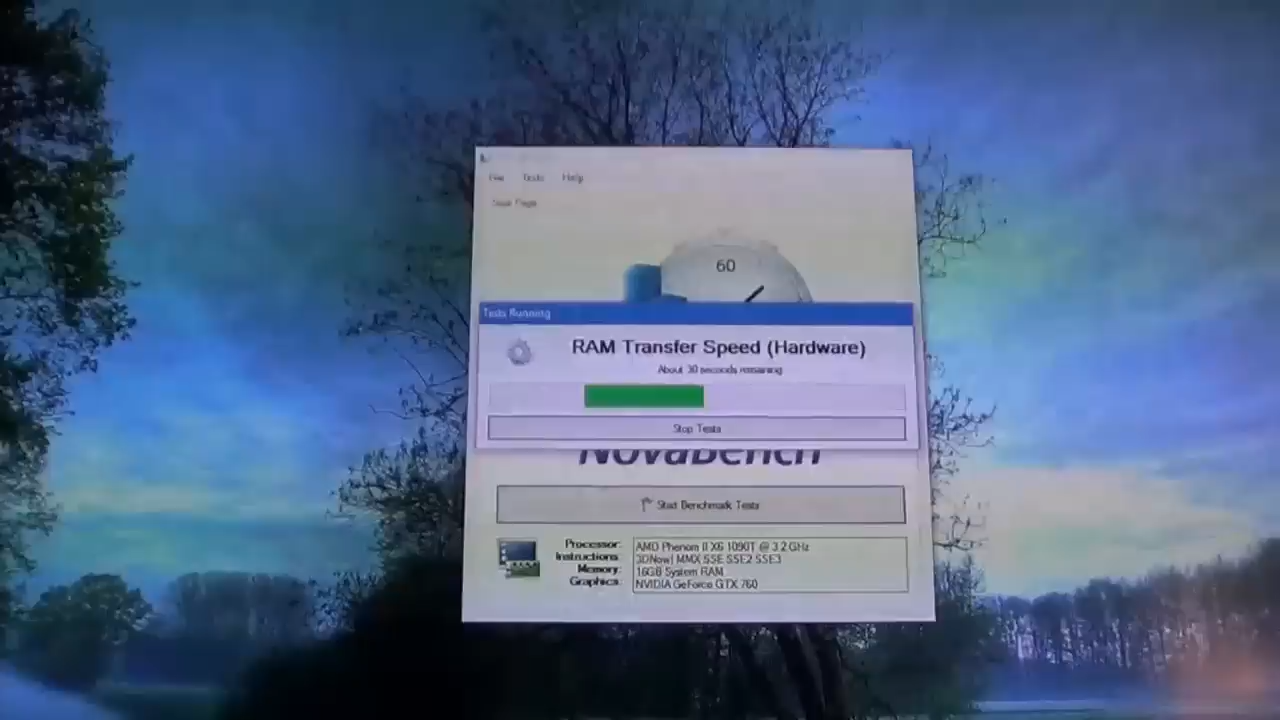 File Tests Help
Start Page
60
Tests Running
RAM Transfer Speed (Hardware)
About 30 seconds remaining
Stop Tests
NovaBench
Start Benchmark Tests
Processor: AMD Phenom II X6 1090T @ 3.2 GHz
Instructions: 3DNow! MMX SSE SSE2 SSE3
Memory: 16GB System RAM
Graphics: NVIDIA GeForce GTX 760